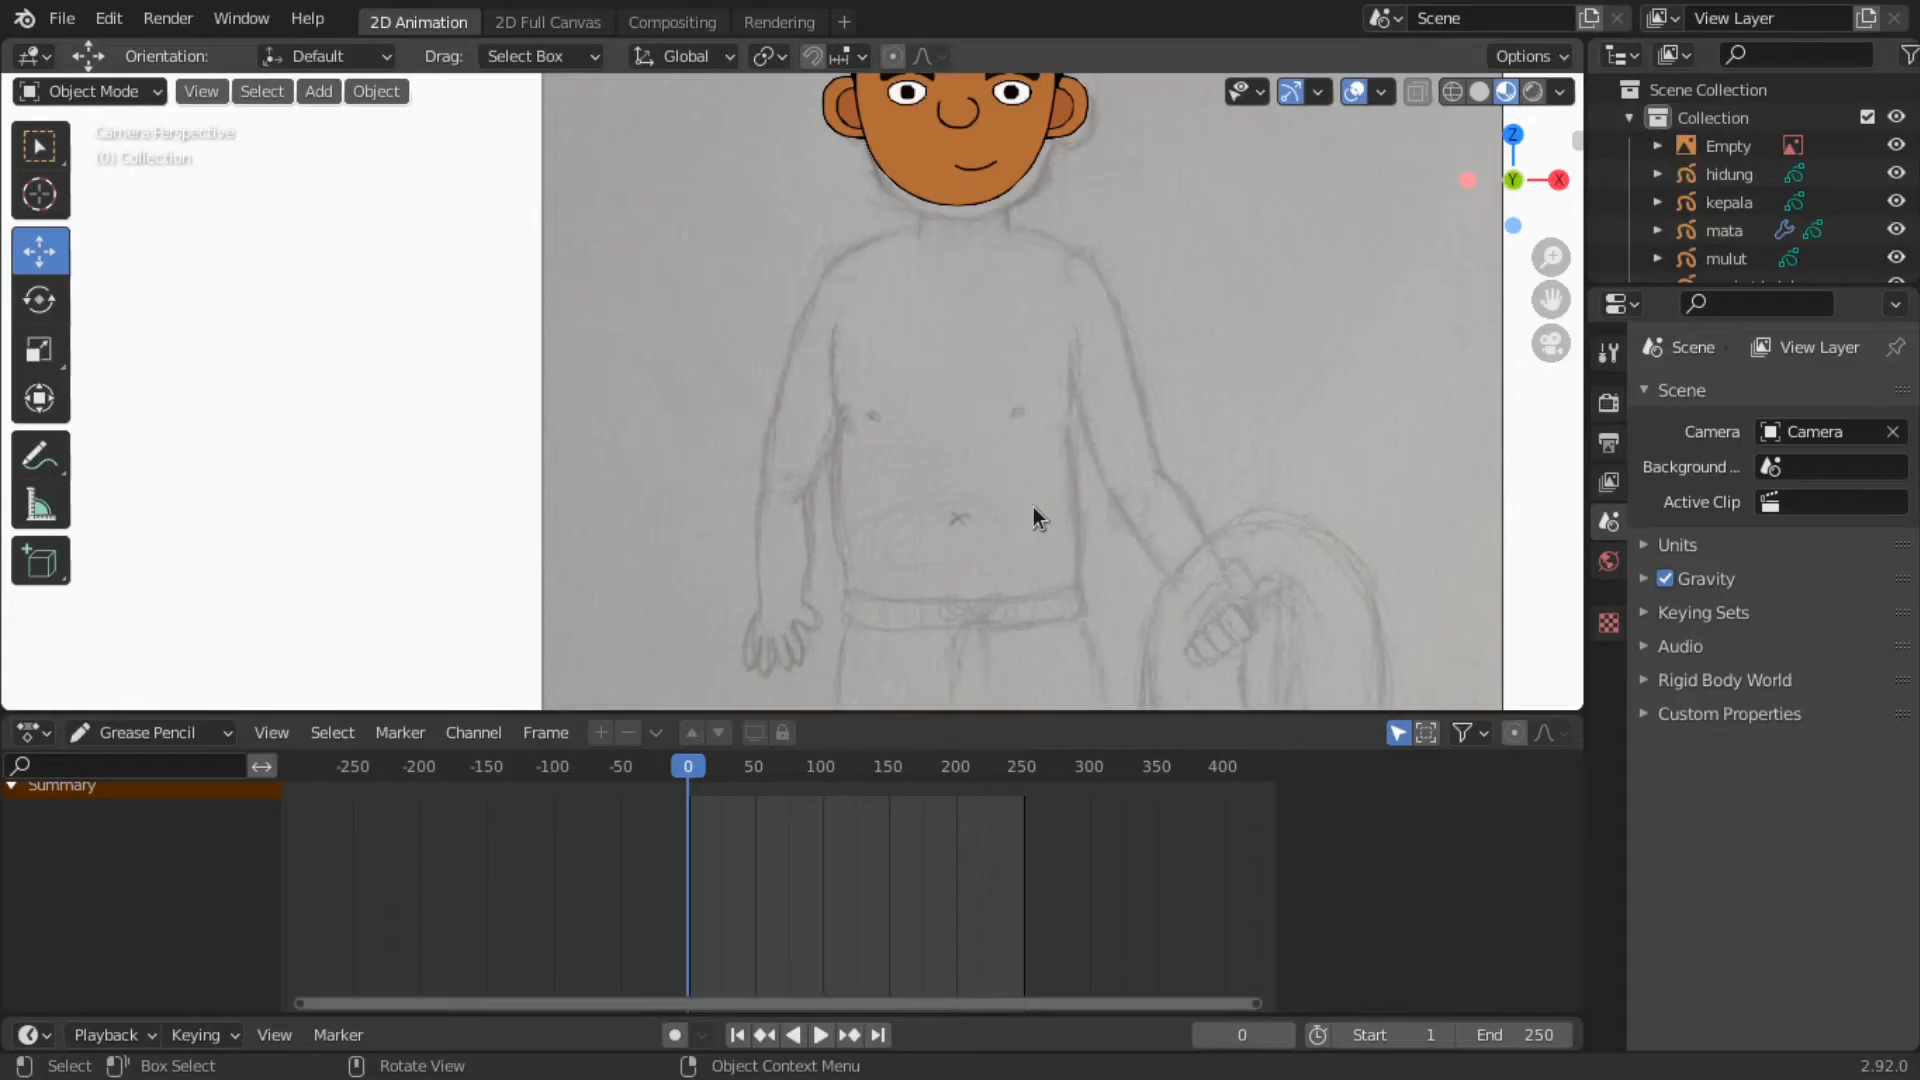 File Edit Render Window Help 2D Animation 2D Full Canvas Compositing Rendering + Scene View Layer
Orientation: Default Drag: Select Box Global Options
Object Mode View Select Add Object
Camera Perspective
(0) Collection
Z
Y X
Scene Collection
Collection
Empty
hidung
kepala
mata
mulut
Scene View Layer
Scene
Camera Camera
Background ...
Active Clip
Units
Gravity
Keying Sets
Audio
Rigid Body World
Custom Properties
Grease Pencil View Select Marker Channel Frame
-250 -200 -150 -100 -50 0 50 100 150 200 250 300 350 400
Summary
Playback Keying View Marker 0 Start 1 End 250
Select Box Select Rotate View Object Context Menu 2.92.0